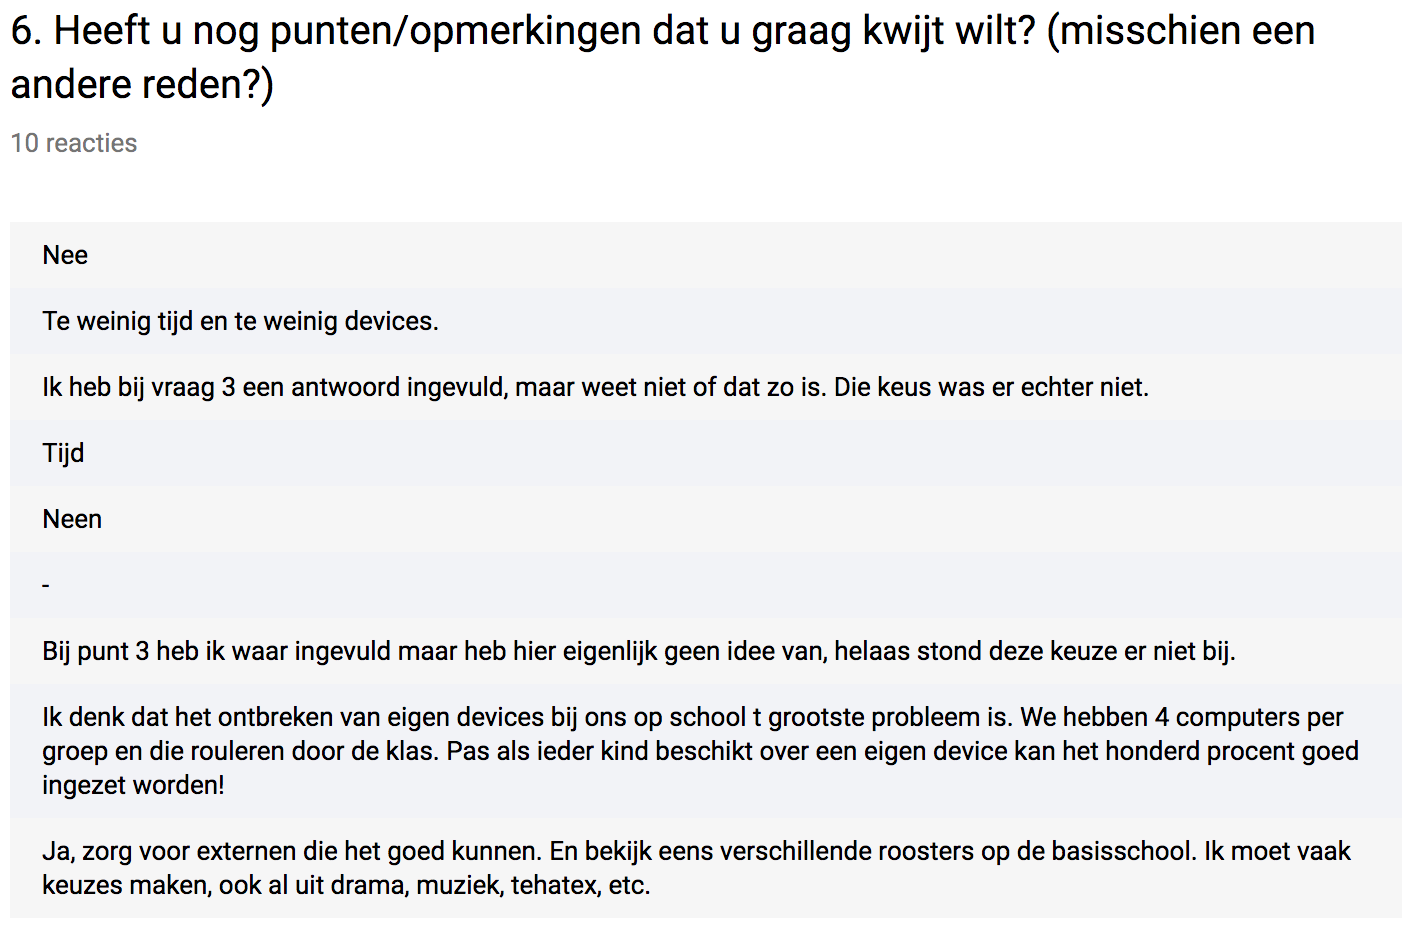 6. Heeft u nog punten/opmerkingen dat u graag kwijt wilt? (misschien een
andere reden?)
10 reacties
Nee
Te weinig tijd en te weinig devices.
Ik heb bij vraag 3 een antwoord ingevuld, maar weet niet of dat zo is. Die keus was er echter niet.
Tijd
Neen
-
Bij punt 3 heb ik waar ingevuld maar heb hier eigenlijk geen idee van, helaas stond deze keuze er niet bij.
Ik denk dat het ontbreken van eigen devices bij ons op school t grootste probleem is. We hebben 4 computers per
groep en die rouleren door de klas. Pas als ieder kind beschikt over een eigen device kan het honderd procent goed
ingezet worden!
Ja, zorg voor externen die het goed kunnen. En bekijk eens verschillende roosters op de basisschool. Ik moet vaak
keuzes maken, ook al uit drama, muziek, tehatex, etc.